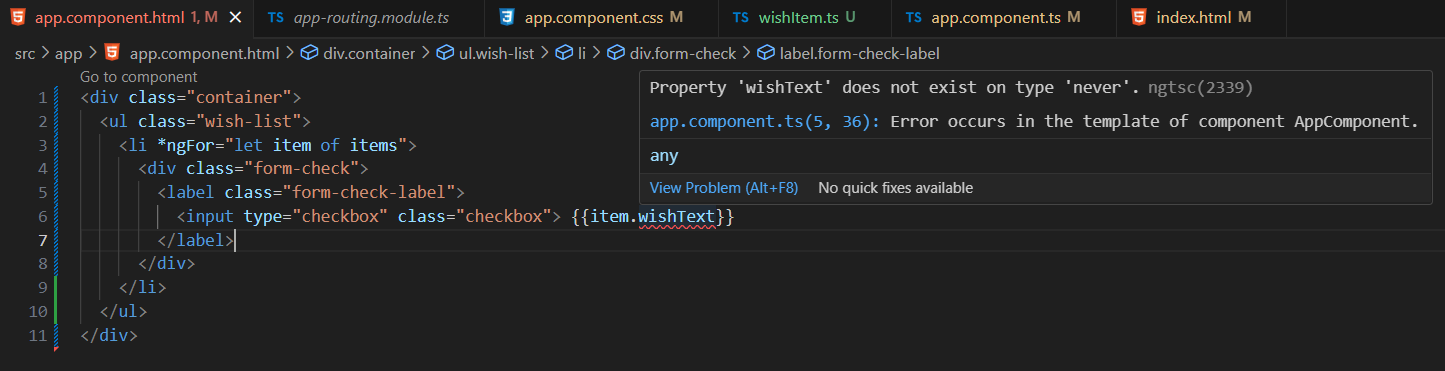 app.component.html 1, M
TS app-routing.module.ts
app.component.css M
TS wishItem.ts U
TS app.component.ts M
index.html M
src > app > app.component.html > div.container > ul.wish-list > li > div.form-check > label.form-check-label
Go to component
1 <div class="container">
2 <ul class="wish-list">
3 <li *ngFor="let item of items">
4 <div class="form-check">
5 <label class="form-check-label">
6 <input type="checkbox" class="checkbox"> {{item.wishText}}
7 </label>
8 </div>
9 </li>
10 </ul>
11 </div>
Property 'wishText' does not exist on type 'never'. ngtsc(2339)
app.component.ts(5, 36): Error occurs in the template of component AppComponent.
any
View Problem (Alt+F8) No quick fixes available